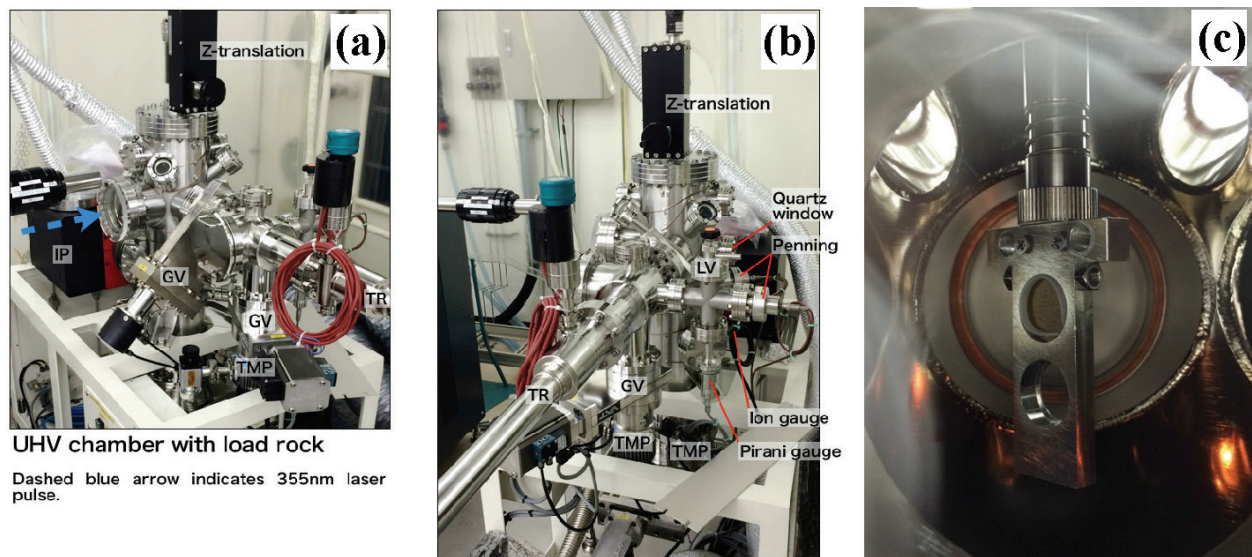 (a)
Z-translation
IP
GV
GV
TR
TMP
UHV chamber with load rock
Dashed blue arrow indicates 355nm laser
pulse.
(b)
Z-translation
Quartz
window
Penning
LV
TR
GV
TMP
TMP
Ion gauge
Pirani gauge
(c)